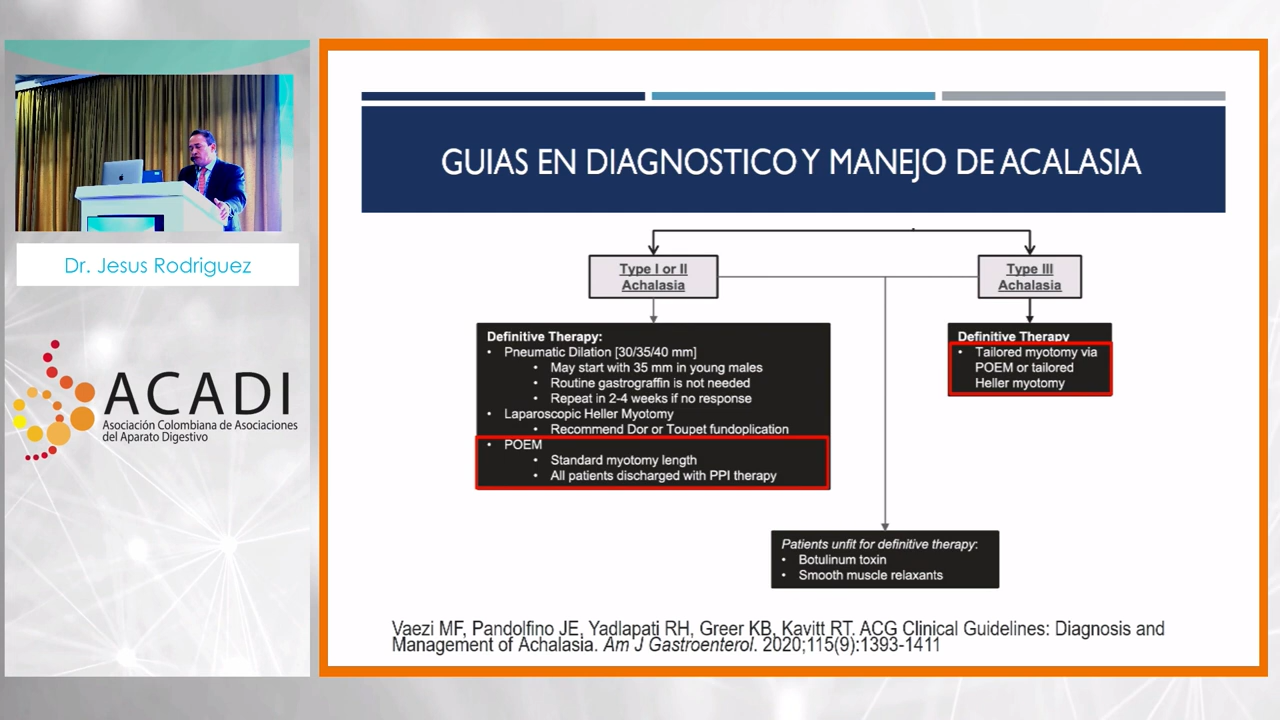 Dr. Jesus Rodriguez
ACADI
Asociación Colombiana de Asociaciones
del Aparato Digestivo
GUIAS EN DIAGNOSTICO Y MANEJO DE ACALASIA
Type I or II
Achalasia
Type III
Achalasia
Definitive Therapy:
• Pneumatic Dilation [30/35/40 mm]
• May start with 35 mm in young males
• Routine gastrograffin is not needed
• Repeat in 2-4 weeks if no response
• Laparoscopic Heller Myotomy
• Recommend Dor or Toupet fundoplication
• POEM
• Standard myotomy length
• All patients discharged with PPI therapy
Definitive Therapy
• Tailored myotomy via
POEM or tailored
Heller myotomy
Patients unfit for definitive therapy:
• Botulinum toxin
• Smooth muscle relaxants
Vaezi MF, Pandolfino JE, Yadlapati RH, Greer KB, Kavitt RT. ACG Clinical Guidelines: Diagnosis and
Management of Achalasia. Am J Gastroenterol. 2020;115(9):1393-1411